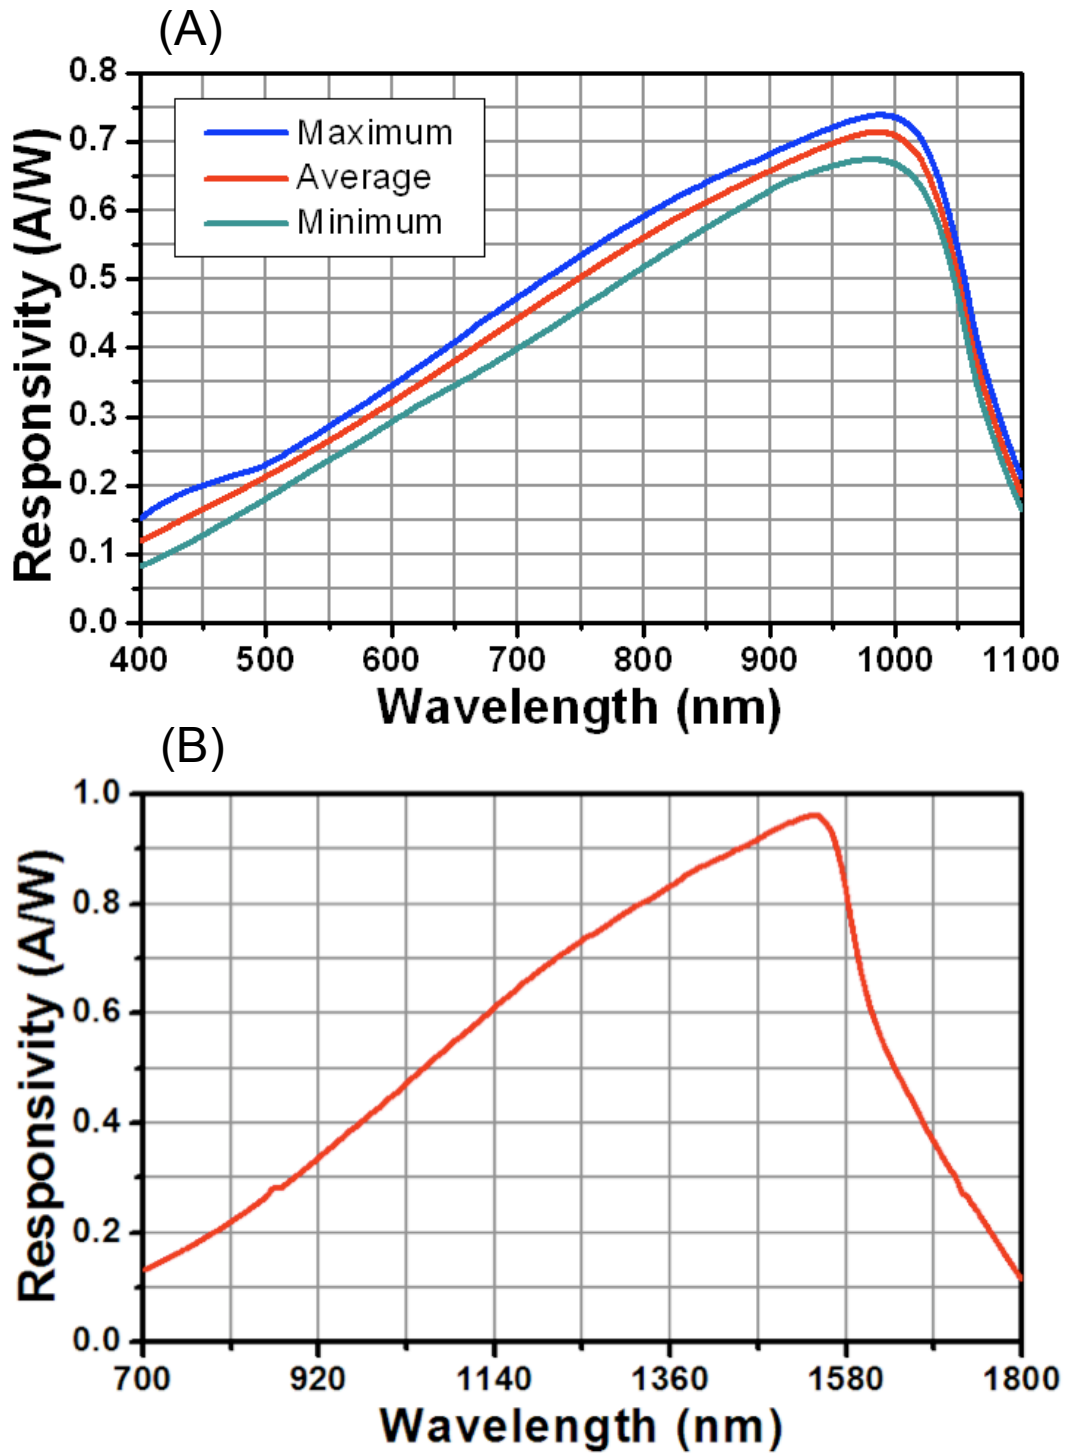 (A)
0.8
0.7
0.6
0.5
0.4
0.3
0.2
0.1
0.0
Responsivity (A/W)
Maximum
Average
Minimum
400 500 600 700 800 900 1000 1100
Wavelength (nm)
(B)
1.0
0.8
0.6
0.4
0.2
0.0
Responsivity (A/W)
700 920 1140 1360 1580 1800
Wavelength (nm)